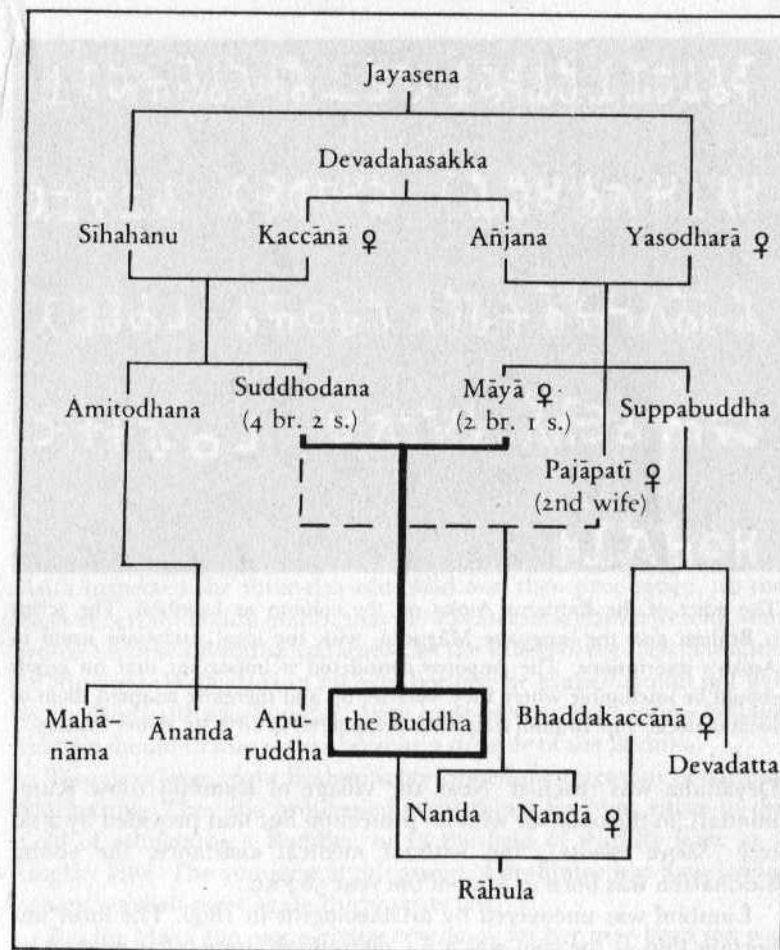 Jayasena
Devadahasakka
Sīhahanu
Kaccānā ♀
Añjana
Yasodharā ♀
Amitodhana
Suddhodana
(4 br. 2 s.)
Māyā ♀
(2 br. 1 s.)
Suppabuddha
Pajāpatī ♀
(2nd wife)
Mahā-
nāma
Ānanda
Anu-
ruddha
the Buddha
Bhaddakaccānā ♀
Devadatta
Nanda
Nandā ♀
Rāhula